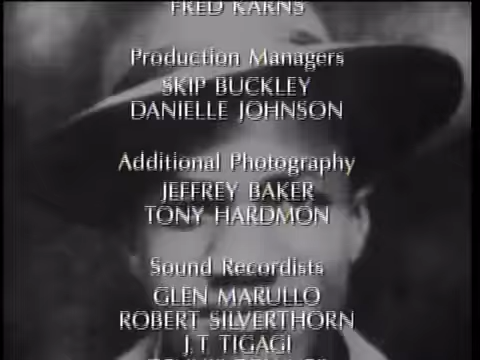 FRED KARNS
Production Managers
SKIP BUCKLEY
DANIELLE JOHNSON
Additional Photography
JEFFREY BAKER
TONY HARDMON
Sound Recordists
GLEN MARULLO
ROBERT SILVERTHORN
J.T. TIGAGI